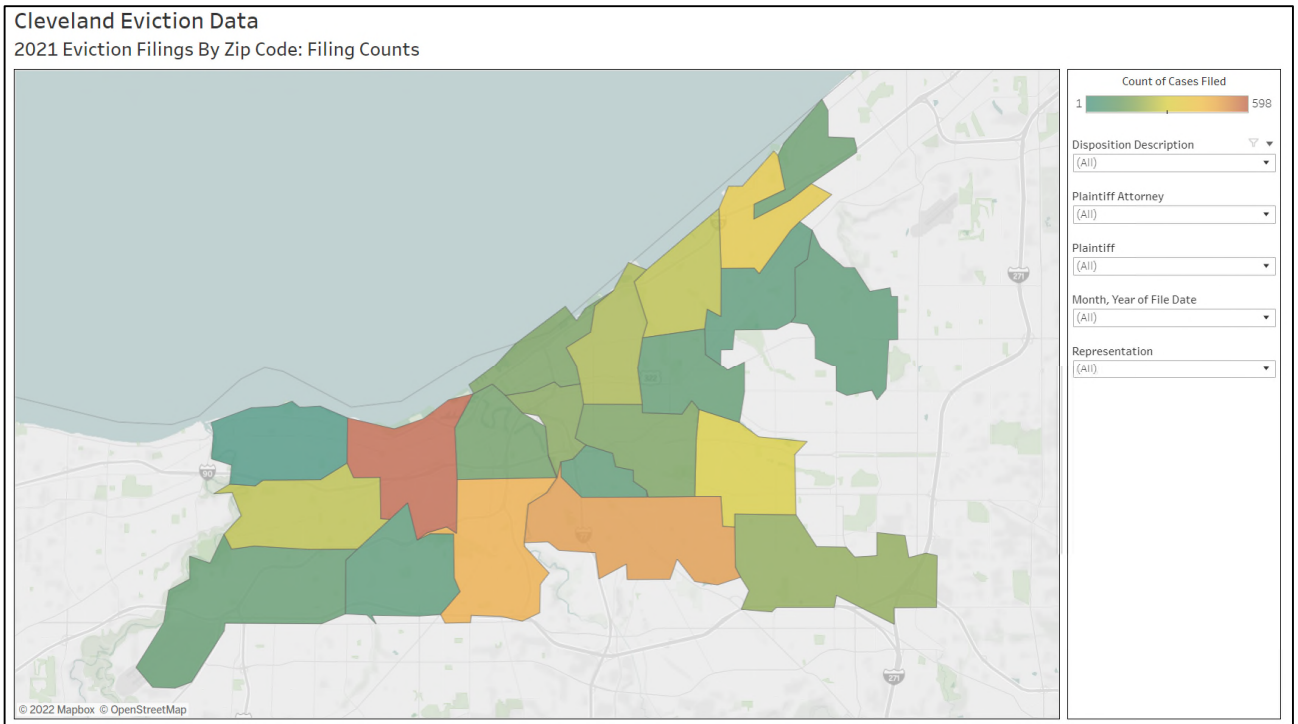 Cleveland Eviction Data
2021 Eviction Filings By Zip Code: Filing Counts
Count of Cases Filed
1 598
Disposition Description
(All)
Plaintiff Attorney
(All)
Plaintiff
(All)
Month, Year of File Date
(All)
Representation
(All)
271
90
271
© 2022 Mapbox © OpenStreetMap